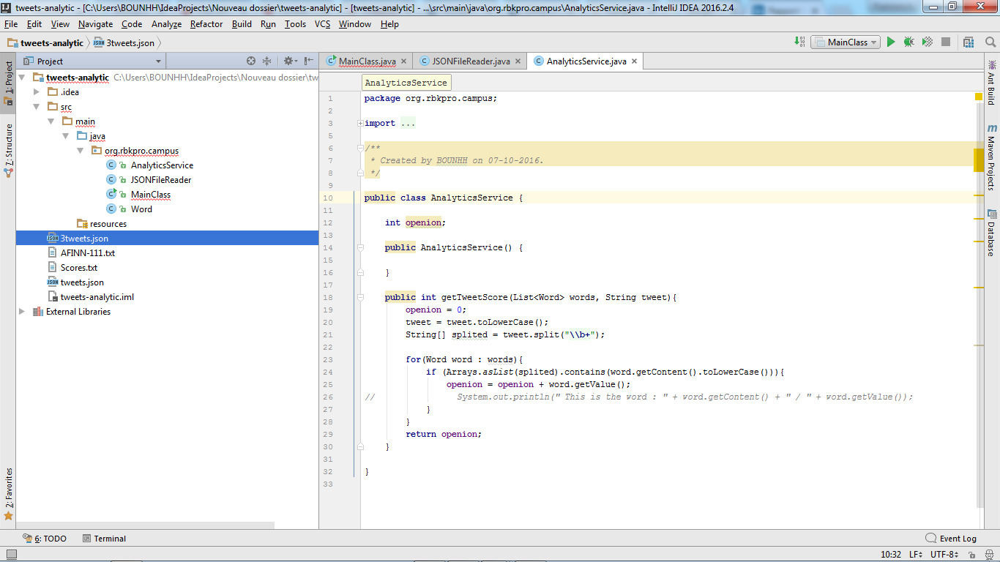 tweets-analytic - [C:\Users\BOUNHH\IdeaProjects\Nouveau dossier\tweets-analytic] - [tweets-analytic] - ...\src\main\java\org.rbkpro.campus\AnalyticsService.java - IntelliJ IDEA 2016.2.4
File Edit View Navigate Code Analyze Refactor Build Run Tools VCS Window Help
tweets-analytic 3tweets.json MainClass
Project
MainClass.java JSONFileReader.java AnalyticsService.java
1: Project
7: Structure
2: Favorites
tweets-analytic C:\Users\BOUNHH\IdeaProjects\Nouveau dossier\tw
.idea
src
main
java
org.rbkpro.campus
AnalyticsService
JSONFileReader
MainClass
Word
resources
3tweets.json
AFINN-111.txt
Scores.txt
tweets.json
tweets-analytic.iml
External Libraries
AnalyticsService
1 package org.rbkpro.campus;
2
3 import ...
5
6 /**
7 * Created by BOUNHH on 07-10-2016.
8 */
9
10 public class AnalyticsService {
11
12 int openion;
13
14 public AnalyticsService() {
15
16 }
17
18 public int getTweetScore(List<Word> words, String tweet){
19 openion = 0;
20 tweet = tweet.toLowerCase();
21 String[] splited = tweet.split("\\b+");
22
23 for(Word word : words){
24 if (Arrays.asList(splited).contains(word.getContent().toLowerCase())){
25 openion = openion + word.getValue();
26 // System.out.println(" This is the word : " + word.getContent() + " / " + word.getValue());
27 }
28 }
29 return openion;
30 }
31
32 }
33
Ant Build
Maven Projects
Database
6: TODO Terminal Event Log
10:32 LF UTF-8